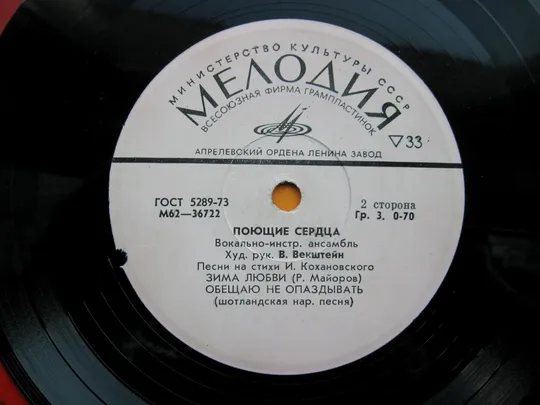 МИНИСТЕРСТВО КУЛЬТУРЫ СССР
МЕЛОДИЯ
ВСЕСОЮЗНАЯ ФИРМА ГРАМПЛАСТИНОК
▽33
АПРЕЛЕВСКИЙ ОРДЕНА ЛЕНИНА ЗАВОД
ГОСТ 5289-73
М62—36722
2 сторона
Гр. 3. 0-70
ПОЮЩИЕ СЕРДЦА
Вокально-инстр. ансамбль
Худ. рук. В. Векштейн
Песни на стихи И. Кохановского
ЗИМА ЛЮБВИ (Р. Майоров)
ОБЕЩАЮ НЕ ОПАЗДЫВАТЬ
(шотландская нар. песня)